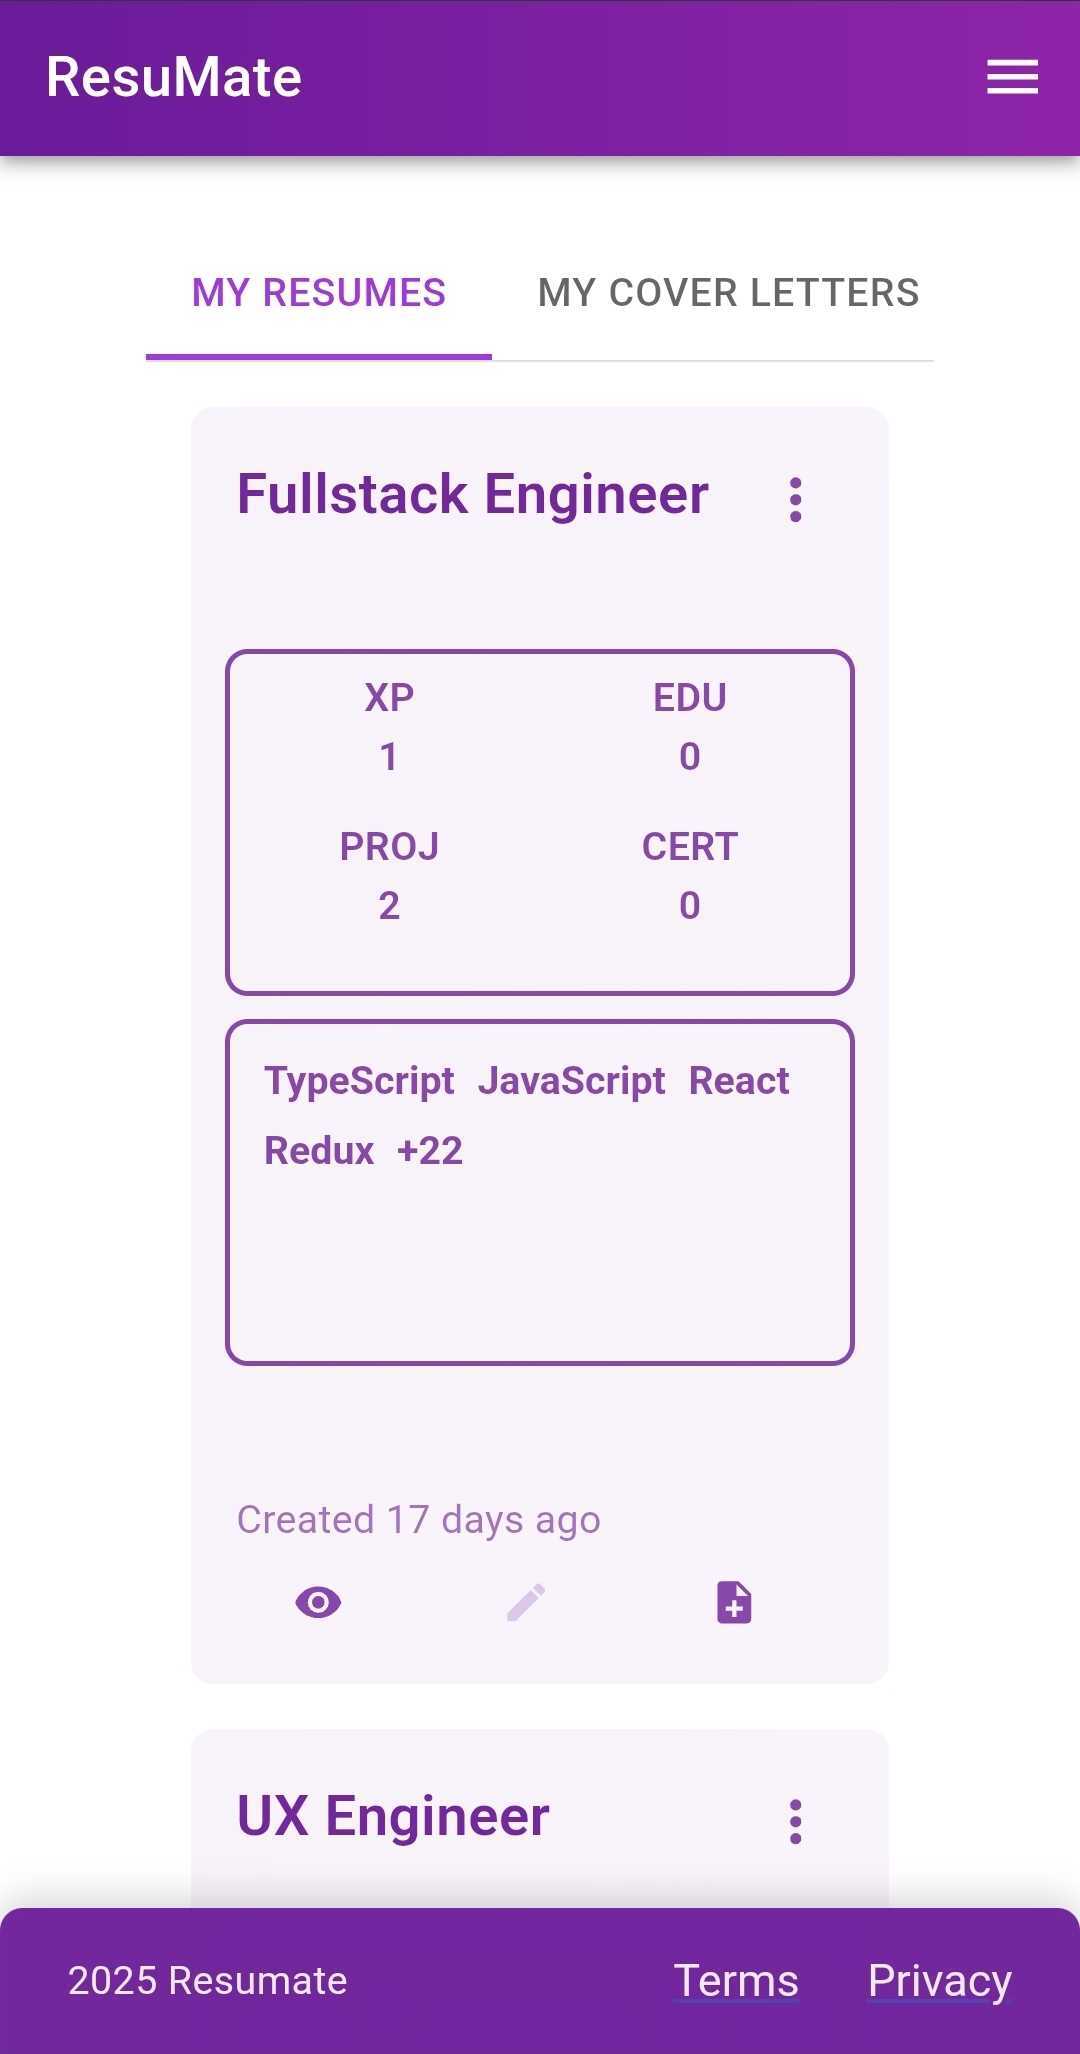 ResuMate
MY RESUMES MY COVER LETTERS
Fullstack Engineer
XP EDU
1 0
PROJ CERT
2 0
TypeScript JavaScript React
Redux +22
Created 17 days ago
UX Engineer
2025 Resumate Terms Privacy